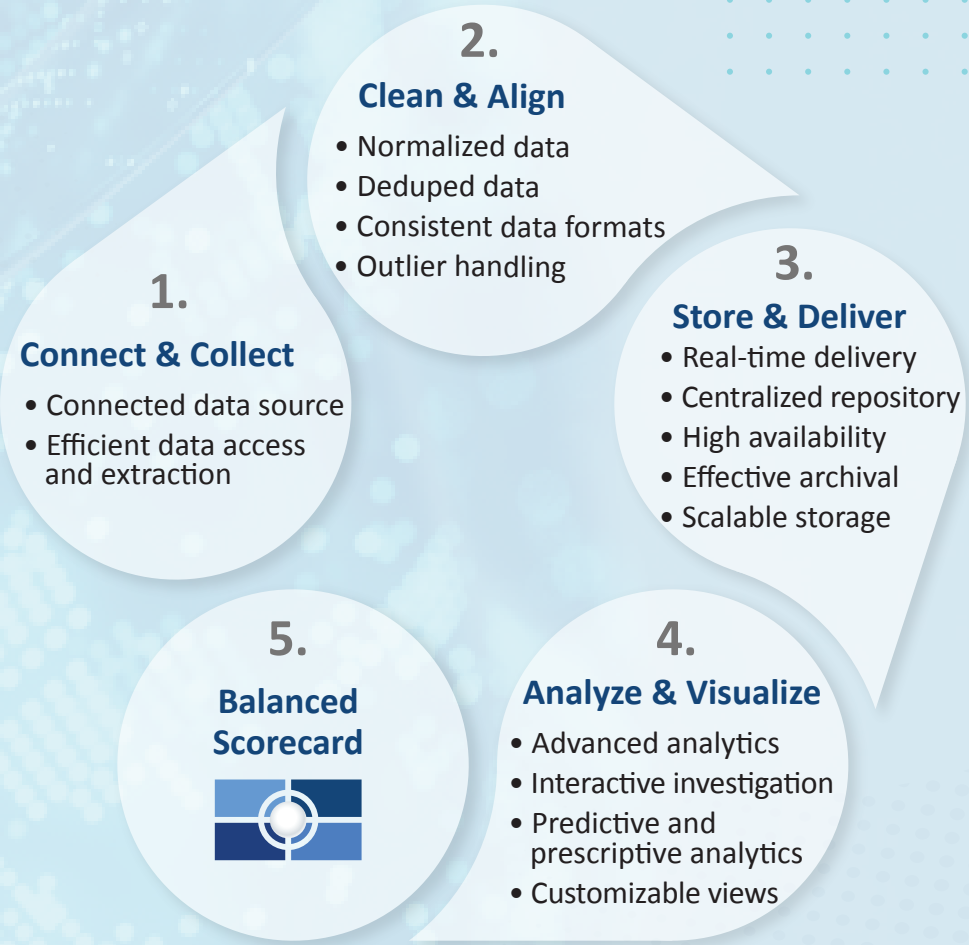 1.
Connect & Collect
• Connected data source
• Efficient data access
and extraction
2.
Clean & Align
• Normalized data
• Deduped data
• Consistent data formats
• Outlier handling
3.
Store & Deliver
• Real-time delivery
• Centralized repository
• High availability
• Effective archival
• Scalable storage
4.
Analyze & Visualize
• Advanced analytics
• Interactive investigation
• Predictive and
prescriptive analytics
• Customizable views
5.
Balanced
Scorecard